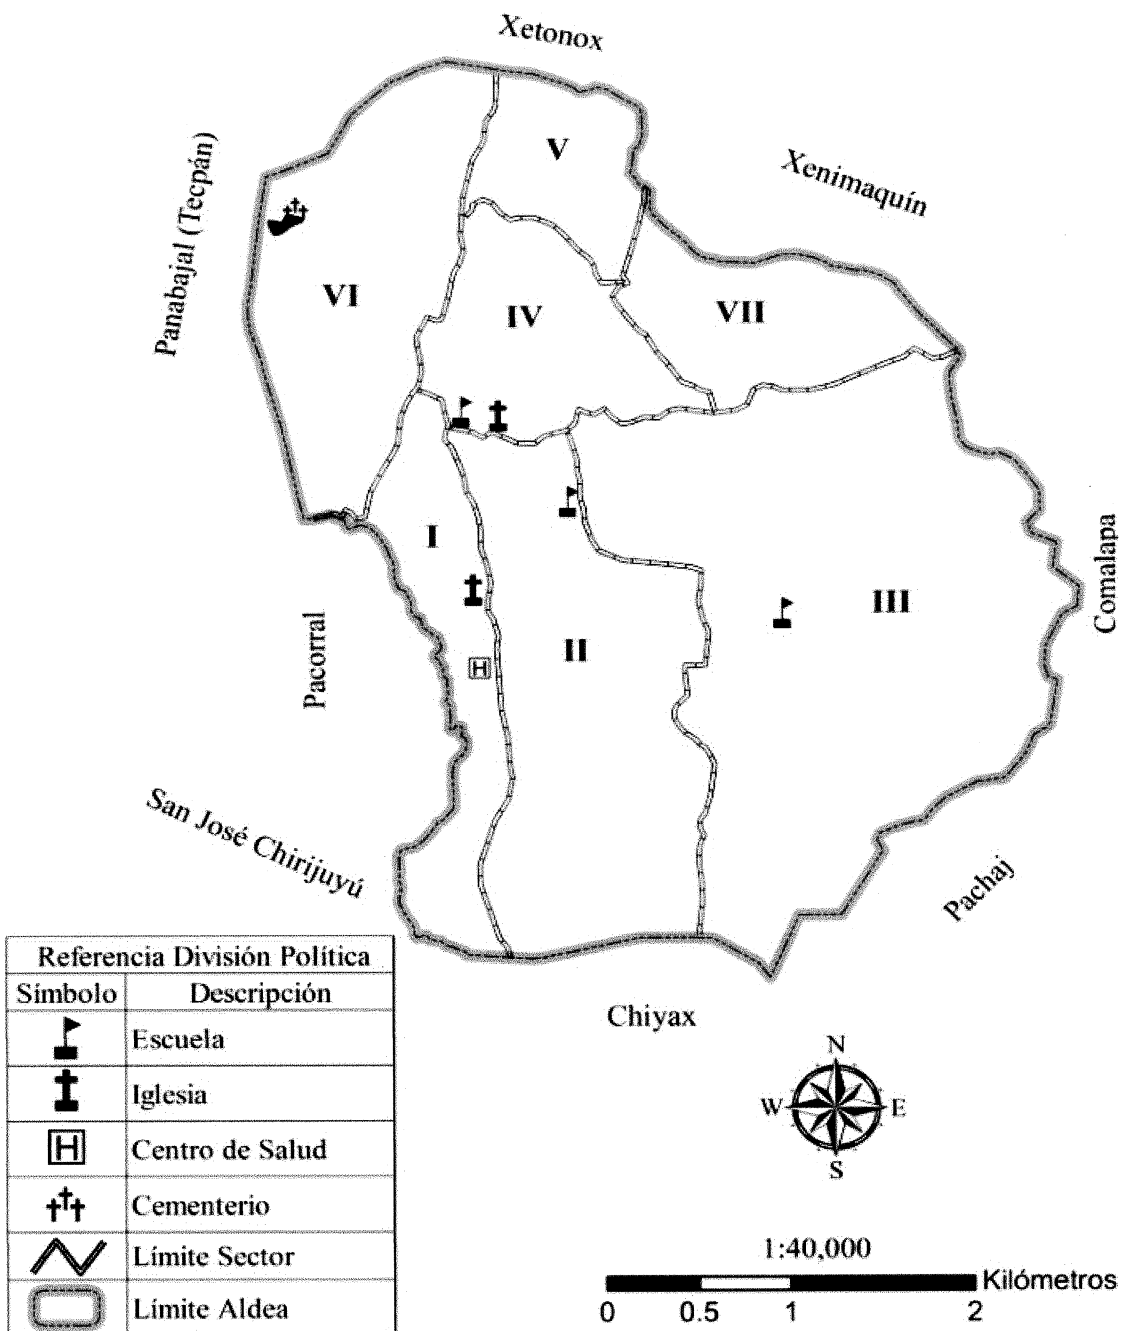 Xetonox
V
Xenimaquín
Panabajal (Tecpán)
VI
IV
VII
I
III
Comalapa
Pacorral
II
San José Chirijuyú
Pachaj
Chiyax
Referencia División Política
Símbolo Descripción
Escuela
Iglesia
H Centro de Salud
Cementerio
Límite Sector
Límite Aldea
H
N
W E
S
1:40,000
Kilómetros
0 0.5 1 2